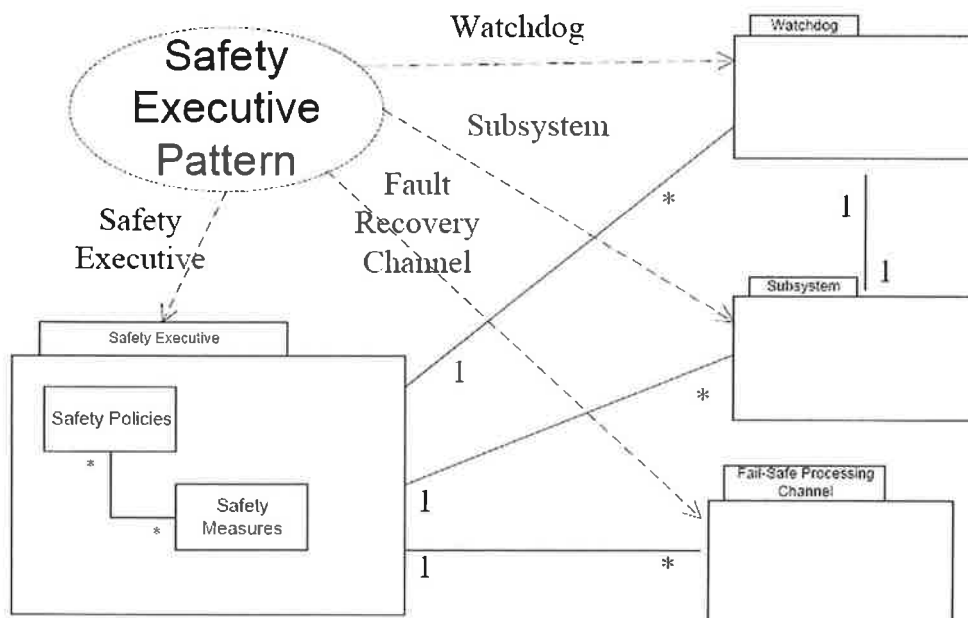 Safety
Executive
Pattern
Watchdog
Watchdog
Subsystem
Fault
Recovery
Channel
Safety
Executive
*
1
1
Subsystem
Safety Executive
1
*
Safety Policies
*
Safety
Measures
*
1
Fail-Safe Processing
Channel
1
*